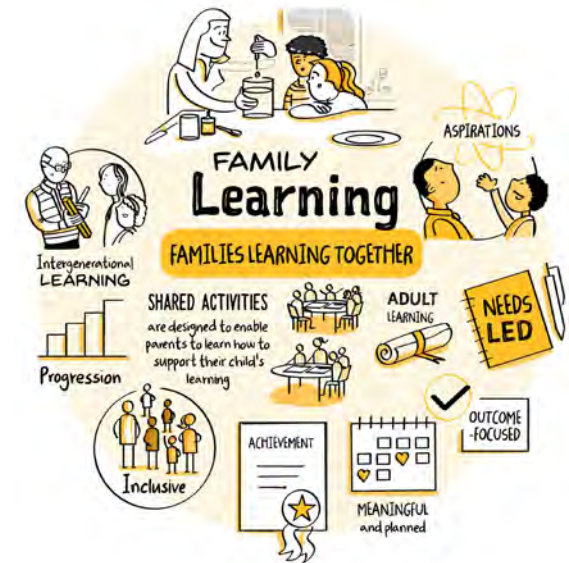 ASPIRATIONS
FAMILY
Learning
FAMILIES LEARNING TOGETHER
Intergenerational
LEARNING
SHARED ACTIVITIES
are designed to enable
parents to learn how to
support their child's
learning
ADULT
LEARNING
NEEDS
LED
Progression
Inclusive
ACHIEVEMENT
MEANINGFUL
and planned
OUTCOME
-FOCUSED